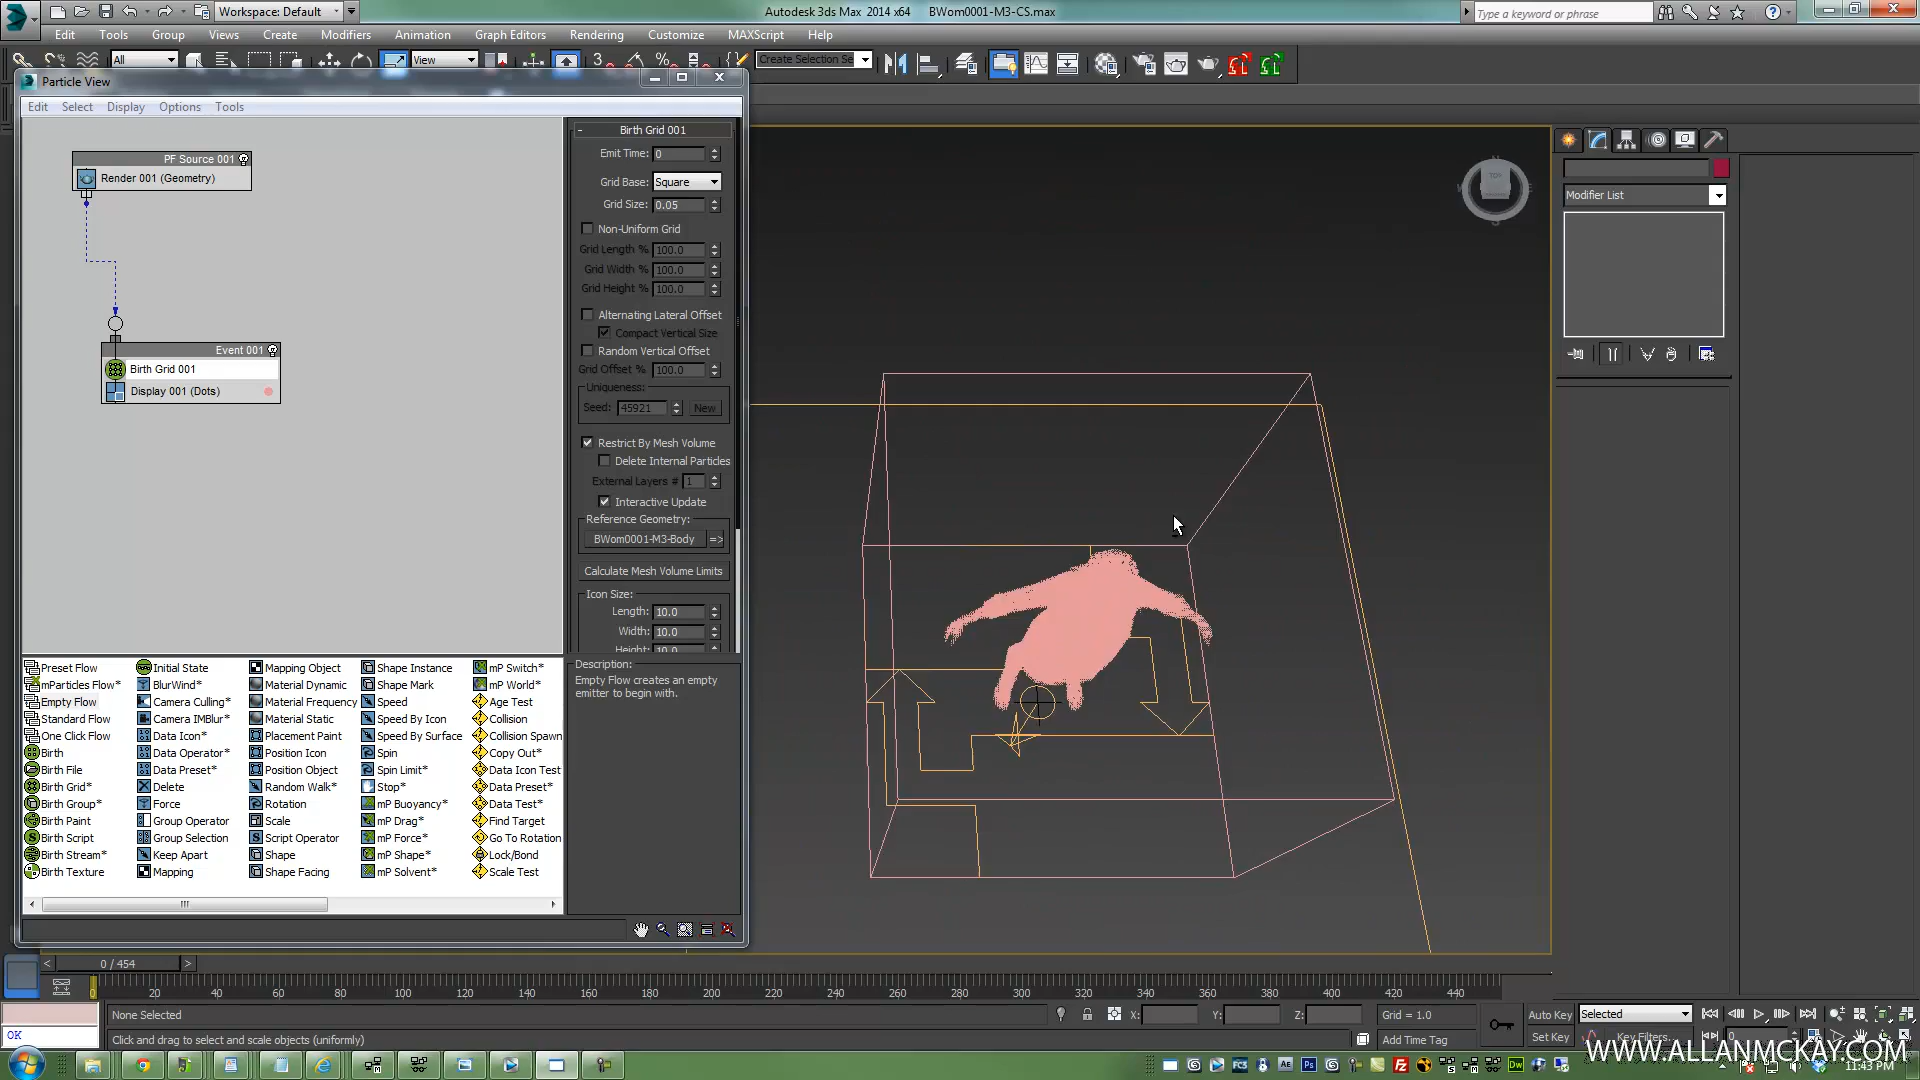 Workspace: Default
Autodesk 3ds Max 2014 x64 BWom0001-M3-CS.max
Type a keyword or phrase
Edit Tools Group Views Create Modifiers Animation Graph Editors Rendering Customize MAXScript Help
All View Create Selection Se
Particle View
Edit Select Display Options Tools
PF Source 001
Render 001 (Geometry)
Event 001
Birth Grid 001
Display 001 (Dots)
- Birth Grid 001
Emit Time: 0
Grid Base: Square
Grid Size: 0.05
Non-Uniform Grid
Grid Length % 100.0
Grid Width % 100.0
Grid Height % 100.0
Alternating Lateral Offset
Compact Vertical Size
Random Vertical Offset
Grid Offset % 100.0
Uniqueness:
Seed: 45921 New
Restrict By Mesh Volume
Delete Internal Particles
External Layers # 1
Interactive Update
Reference Geometry:
BWom0001-M3-Body =>
Calculate Mesh Volume Limits
Icon Size:
Length: 10.0
Width: 10.0
Height: 10.0
TOP
Modifier List
Preset Flow Initial State Mapping Object Shape Instance mP Switch*
mParticles Flow* BlurWind* Material Dynamic Shape Mark mP World*
Empty Flow Camera Culling* Material Frequency Speed Age Test
Standard Flow Camera IMBlur* Material Static Speed By Icon Collision
One Click Flow Data Icon* Placement Paint Speed By Surface Collision Spawn
Birth Data Operator* Position Icon Spin Copy Out*
Birth File Data Preset* Position Object Spin Limit* Data Icon Test
Birth Grid* Delete Random Walk* Stop* Data Preset*
Birth Group* Force Rotation mP Buoyancy* Data Test*
Birth Paint Group Operator Scale mP Drag* Find Target
Birth Script Group Selection Script Operator mP Force* Go To Rotation
Birth Stream* Keep Apart Shape mP Shape* Lock/Bond
Birth Texture Mapping Shape Facing mP Solvent* Scale Test
Description:
Empty Flow creates an empty
emitter to begin with.
< 0 / 454 >
0 20 40 60 80 100 120 140 160 180 200 220 240 260 280 300 320 340 360 380 400 420 440
None Selected X: Y: Z: Grid = 1.0 Auto Key Selected
OK Click and drag to select and scale objects (uniformly) Add Time Tag Set Key Key Filters...
WWW.ALLANMCKAY.COM
11:43 PM